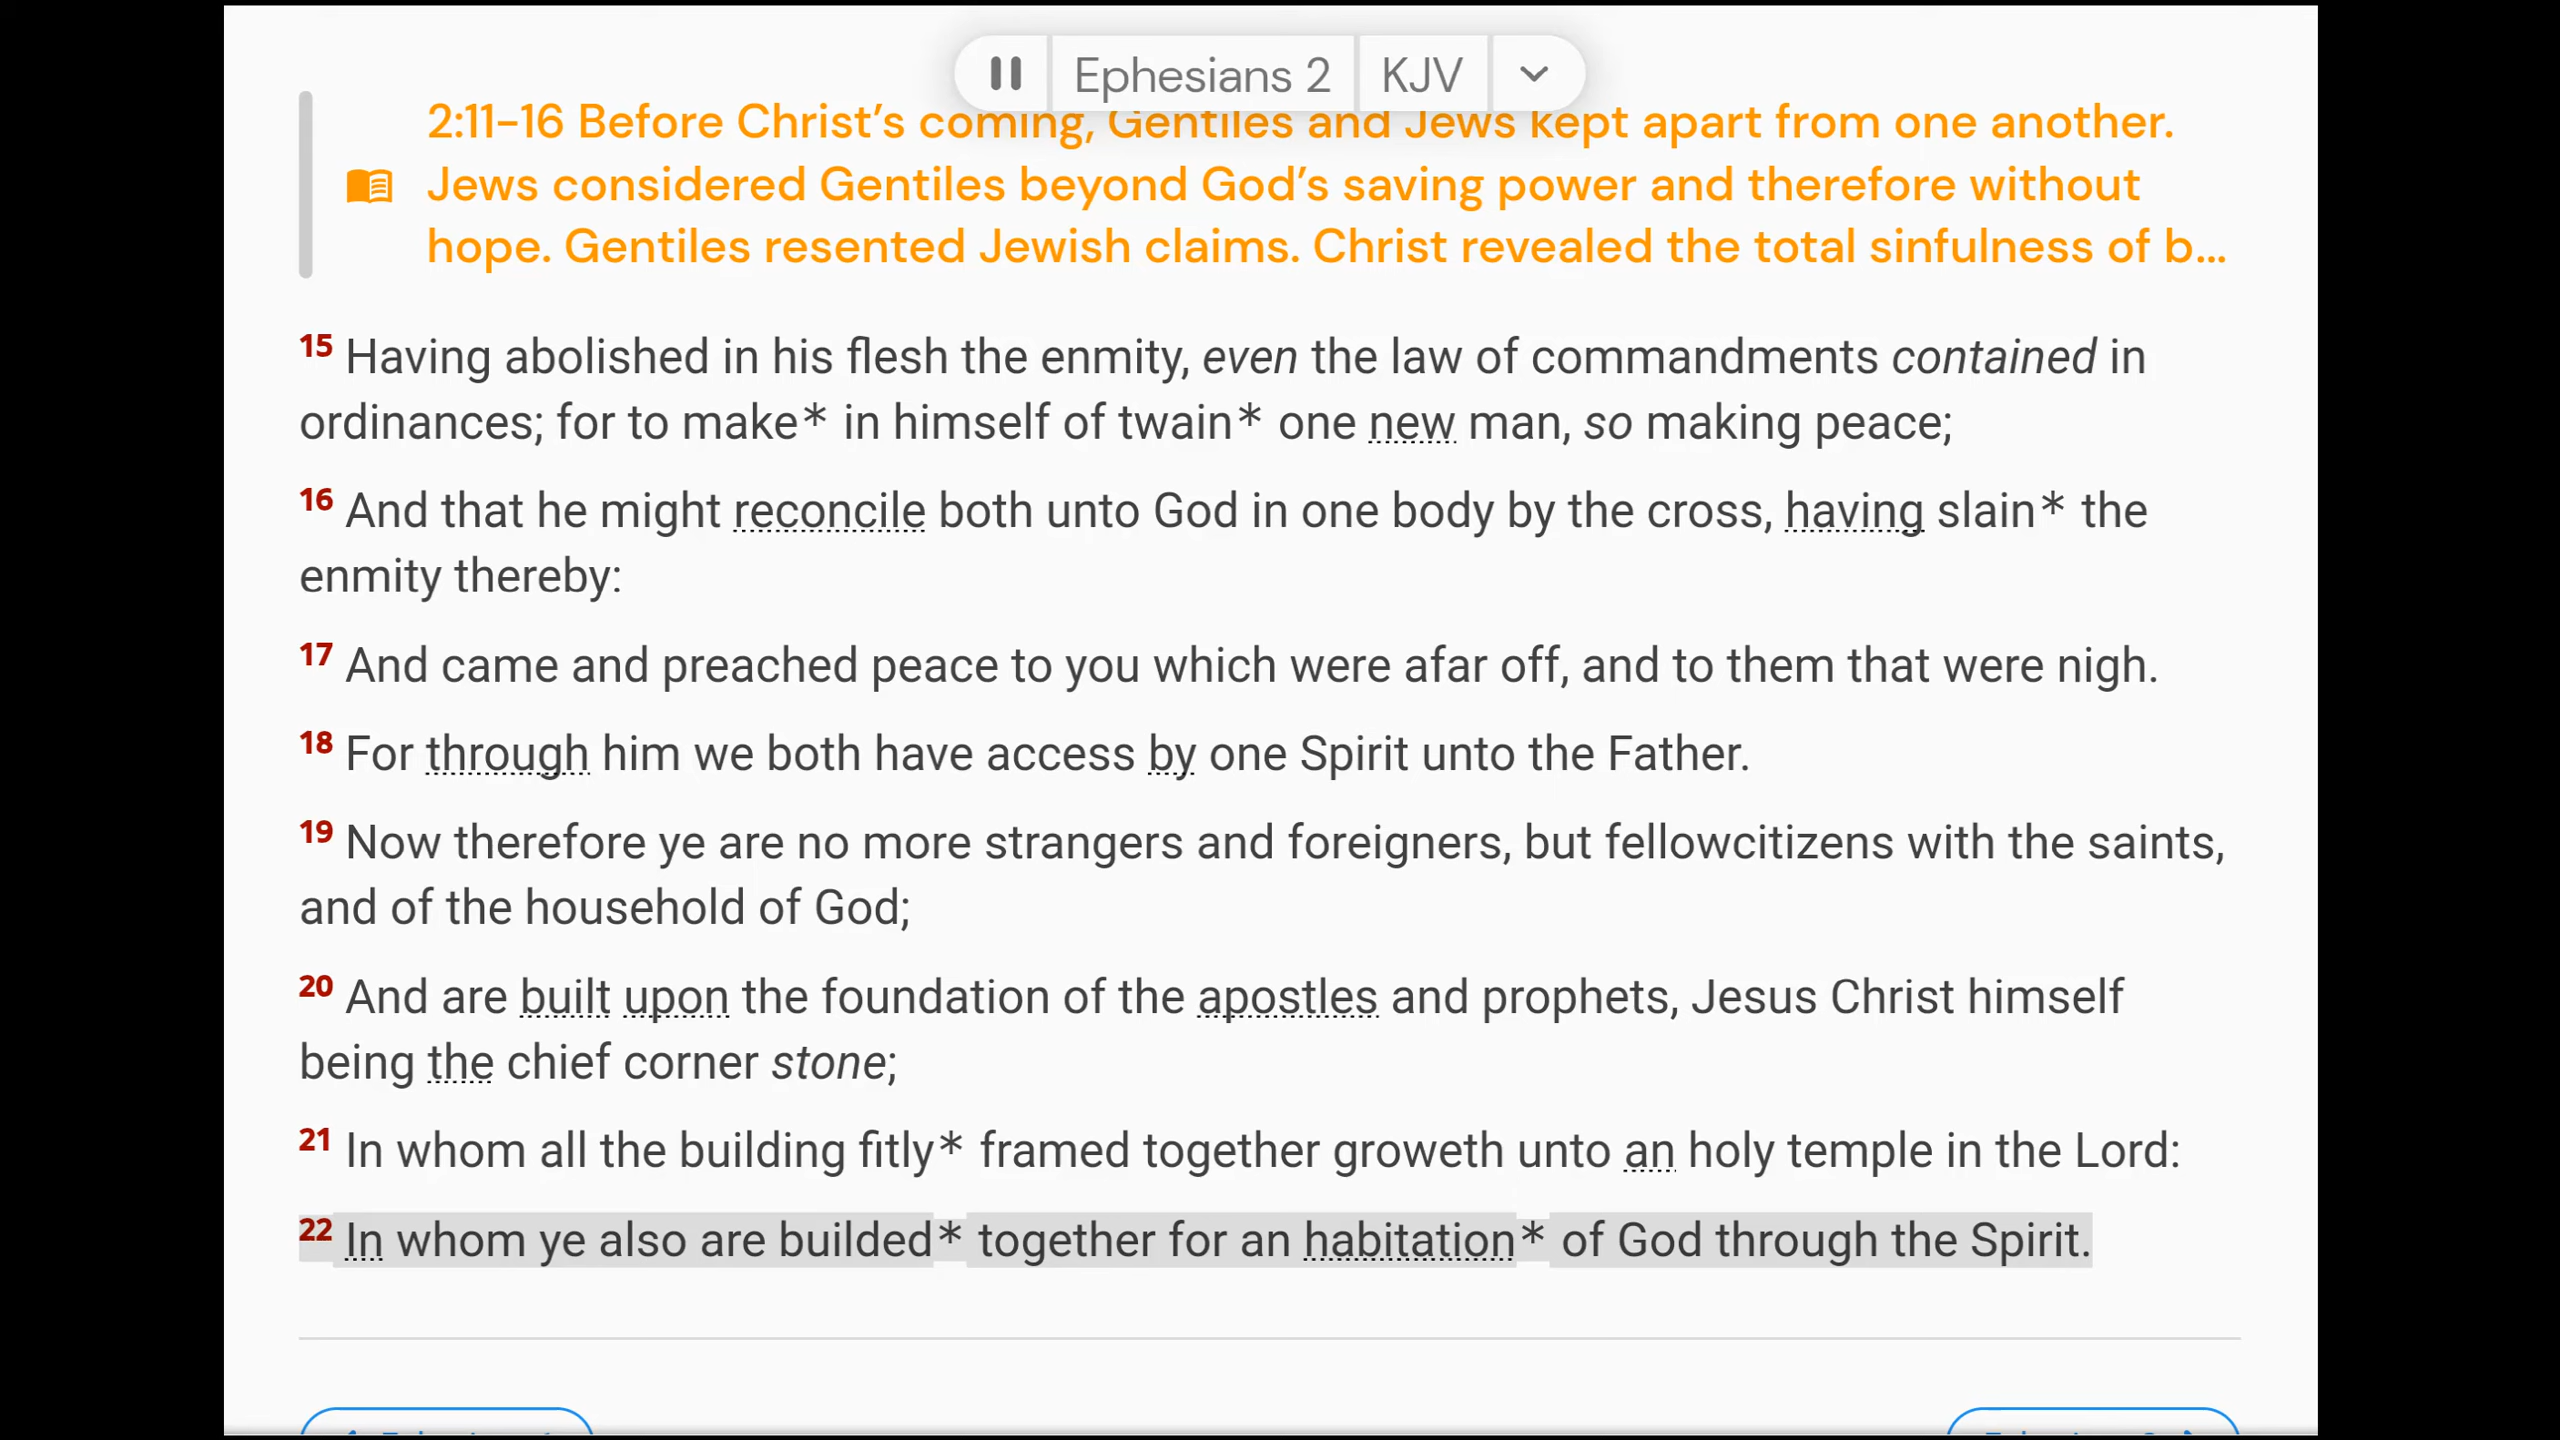 Ephesians 2 KJV
2:11-16 Before Christ's coming, Gentiles and Jews kept apart from one another.
Jews considered Gentiles beyond God's saving power and therefore without
hope. Gentiles resented Jewish claims. Christ revealed the total sinfulness of b...
15 Having abolished in his flesh the enmity, even the law of commandments contained in
ordinances; for to make* in himself of twain* one new man, so making peace;
16 And that he might reconcile both unto God in one body by the cross, having slain* the
enmity thereby:
17 And came and preached peace to you which were afar off, and to them that were nigh.
18 For through him we both have access by one Spirit unto the Father.
19 Now therefore ye are no more strangers and foreigners, but fellowcitizens with the saints,
and of the household of God;
20 And are built upon the foundation of the apostles and prophets, Jesus Christ himself
being the chief corner stone;
21 In whom all the building fitly* framed together groweth unto an holy temple in the Lord:
22 In whom ye also are builded* together for an habitation* of God through the Spirit.